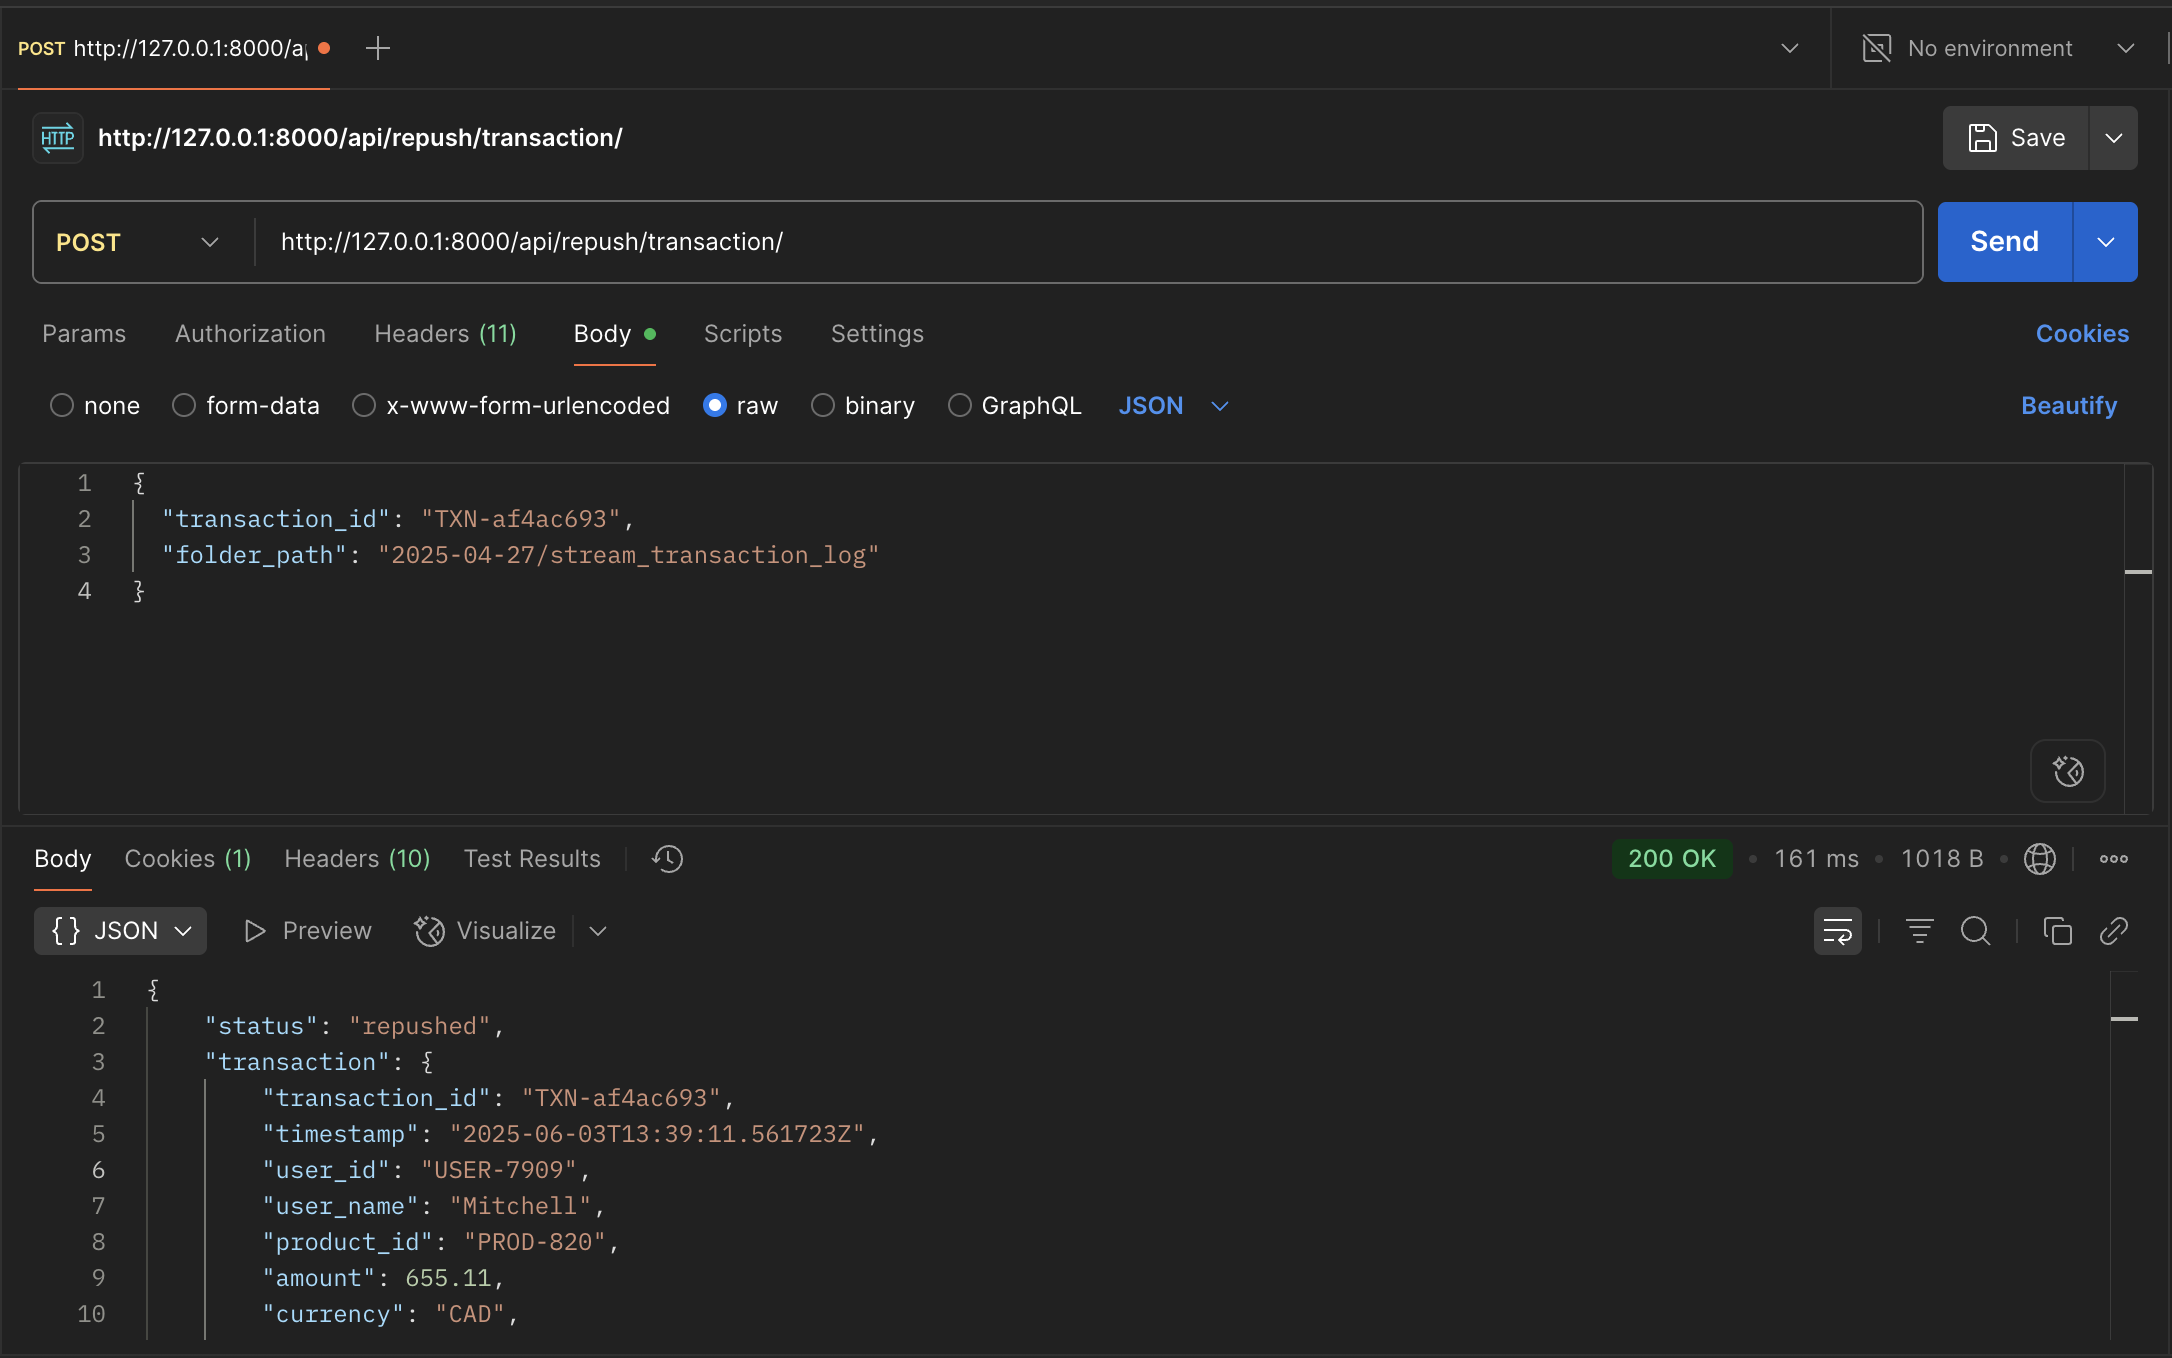 POST http://127.0.0.1:8000/a
No environment
HTTP http://127.0.0.1:8000/api/repush/transaction/
Save
POST http://127.0.0.1:8000/api/repush/transaction/
Send
Params Authorization Headers (11) Body Scripts Settings Cookies
none form-data x-www-form-urlencoded raw binary GraphQL JSON Beautify
1 {
2 "transaction_id": "TXN-af4ac693",
3 "folder_path": "2025-04-27/stream_transaction_log"
4 }
Body Cookies (1) Headers (10) Test Results 200 OK • 161 ms • 1018 B •
{ } JSON Preview Visualize
1 {
2 "status": "repushed",
3 "transaction": {
4 "transaction_id": "TXN-af4ac693",
5 "timestamp": "2025-06-03T13:39:11.561723Z",
6 "user_id": "USER-7909",
7 "user_name": "Mitchell",
8 "product_id": "PROD-820",
9 "amount": 655.11,
10 "currency": "CAD",